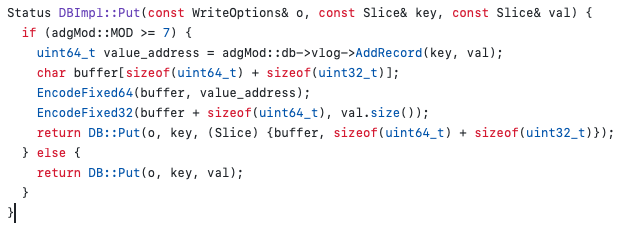 Status DBImpl::Put(const WriteOptions& o, const Slice& key, const Slice& val) {
  if (adgMod::MOD >= 7) {
    uint64_t value_address = adgMod::db->vlog->AddRecord(key, val);
    char buffer[sizeof(uint64_t) + sizeof(uint32_t)];
    EncodeFixed64(buffer, value_address);
    EncodeFixed32(buffer + sizeof(uint64_t), val.size());
    return DB::Put(o, key, (Slice) {buffer, sizeof(uint64_t) + sizeof(uint32_t)});
  } else {
    return DB::Put(o, key, val);
  }
}